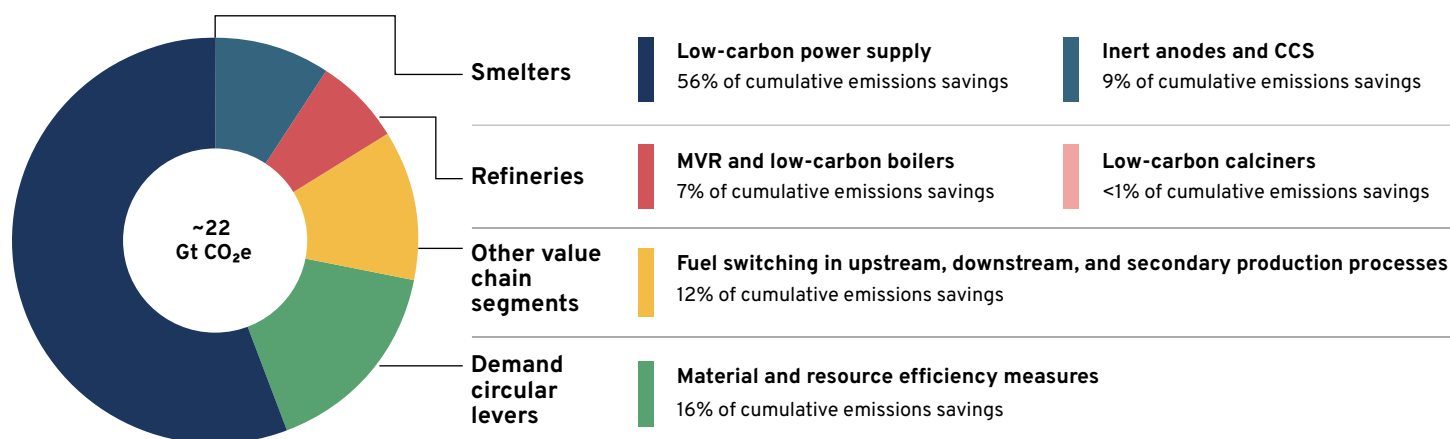 ~22
Gt CO₂e
Smelters
Low-carbon power supply
56% of cumulative emissions savings
Inert anodes and CCS
9% of cumulative emissions savings
Refineries
MVR and low-carbon boilers
7% of cumulative emissions savings
Low-carbon calciners
<1% of cumulative emissions savings
Other value
chain
segments
Fuel switching in upstream, downstream, and secondary production processes
12% of cumulative emissions savings
Demand
circular
levers
Material and resource efficiency measures
16% of cumulative emissions savings